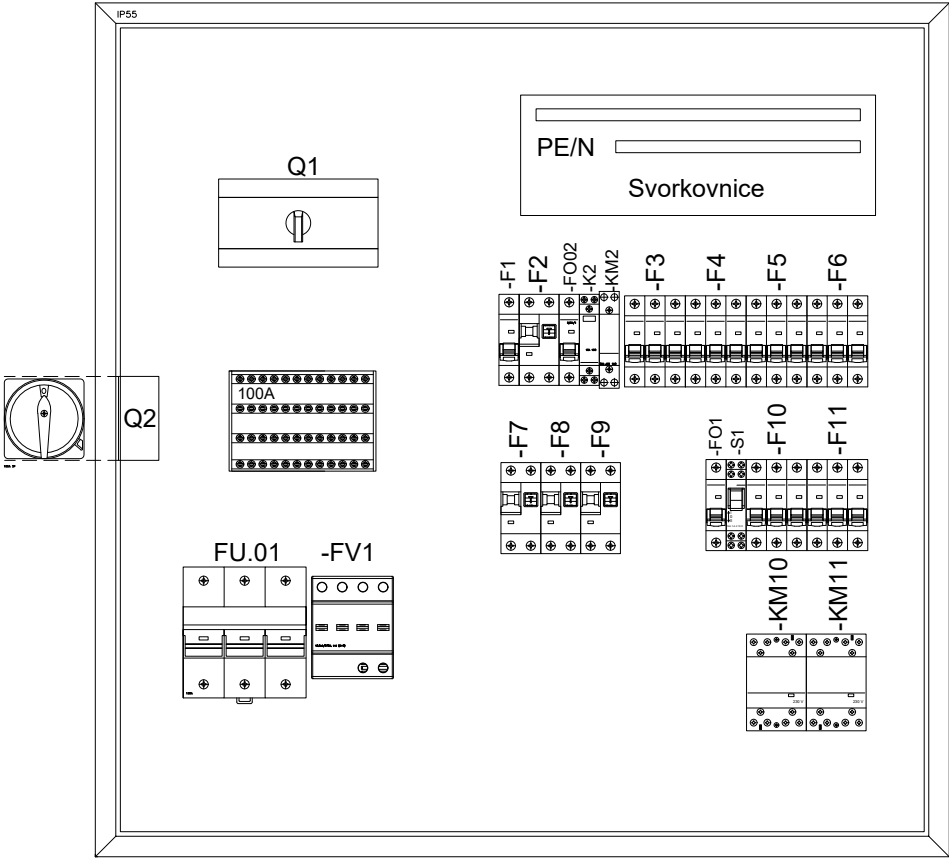 IP55
PE/N
Svorkovnice
Q1
-F1
-F2
-FO02
-K2
-KM2
-F3
-F4
-F5
-F6
100A
Q2
-F7
-F8
-F9
-FO1
-S1
-F10
-F11
FU.01
-FV1
-KM10
-KM11
230 V
230 V